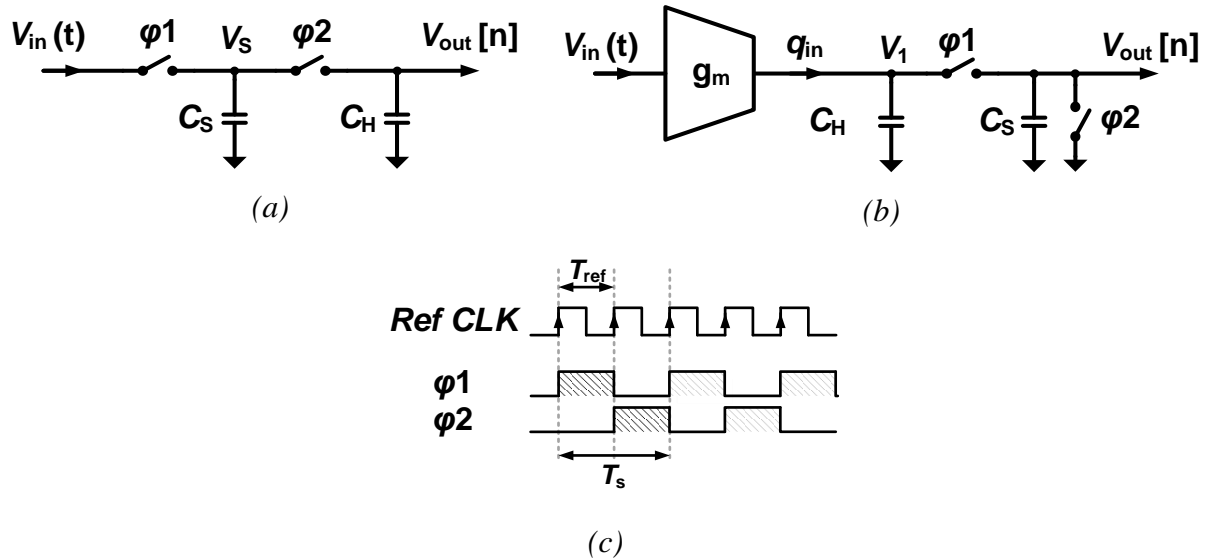 Vin (t) φ1 VS φ2 Vout [n]
CS CH
(a)
Vin (t) gm qin V1 φ1 Vout [n]
CH CS φ2
(b)
Tref
Ref CLK
φ1
φ2
Ts
(c)